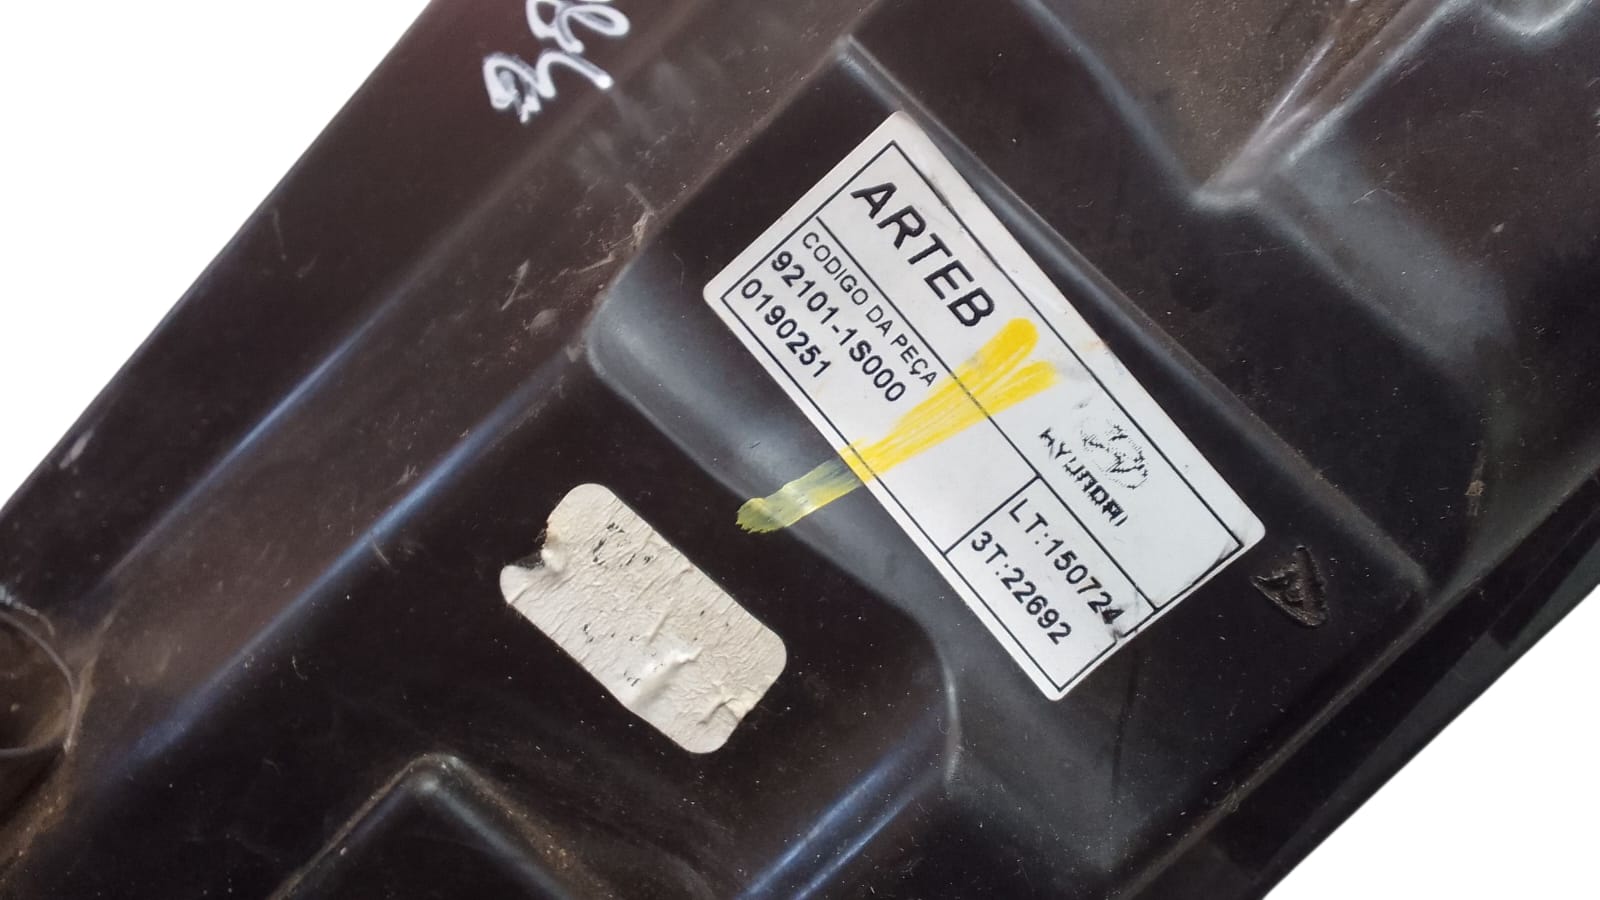 ARTEB
CODIGO DA PEÇA
92101-1S000
0190251
HYUNDAI
LT:150724
3T:22692